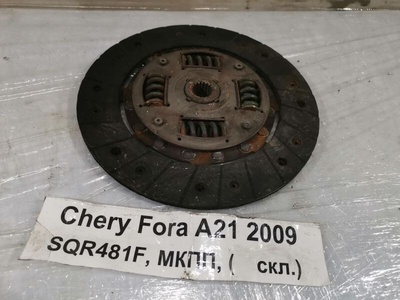 Chery Fora A21 2009
SQR481F, МКПП, ( скл.)